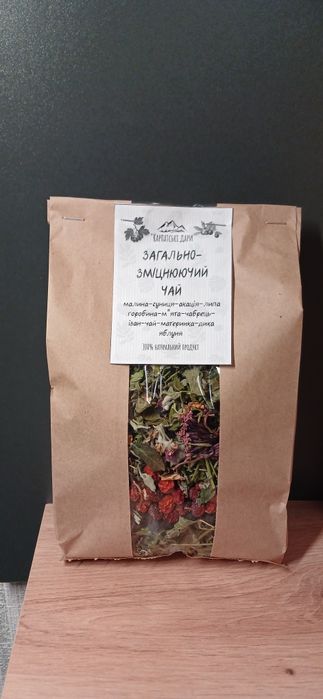 КАРПАТСЬКІ ДАРИ
ЗАГАЛЬНО-
ЗМІЦНЮЮЧИЙ
ЧАЙ
малина-суниця-акація-липа
горобина-м'ята-чабрець-
іван-чай-материнка-дика
яблуня
100% НАТУРАЛЬНИЙ ПРОДУКТ